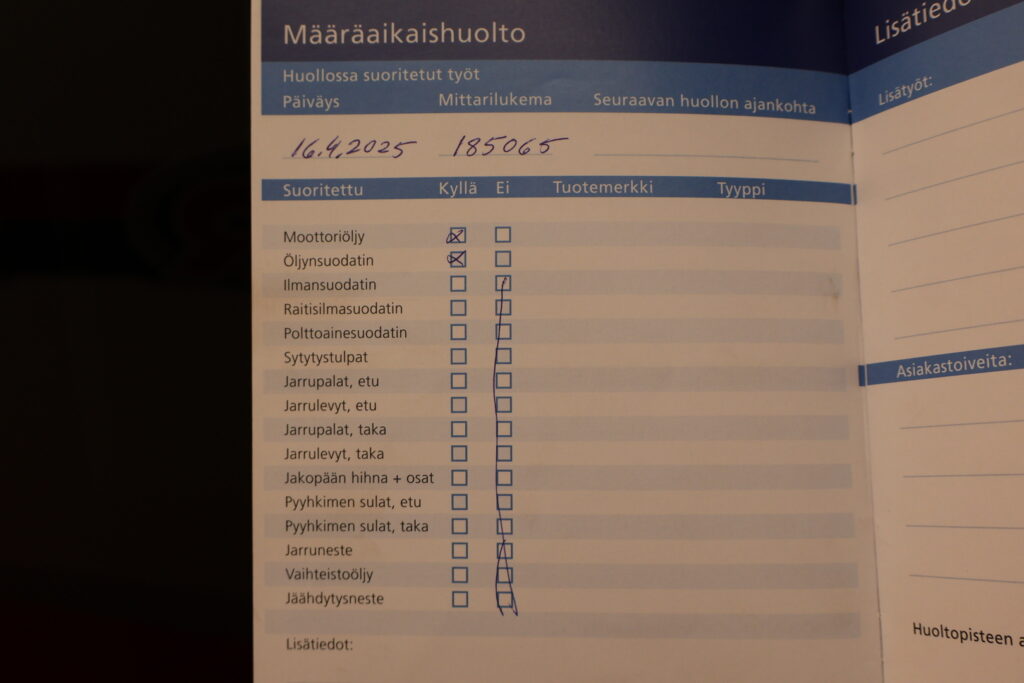 Määräaikaishuolto
Huollossa suoritetut työt
Päiväys Mittarilukema Seuraavan huollon ajankohta
16.4.2025 185065
Suoritettu Kyllä Ei Tuotemerkki Tyyppi
Moottoriöljy
Öljynsuodatin
Ilmansuodatin
Raitisilmasuodatin
Polttoainesuodatin
Sytytystulpat
Jarrupalat, etu
Jarrulevyt, etu
Jarrupalat, taka
Jarrulevyt, taka
Jakopään hihna + osat
Pyyhkimen sulat, etu
Pyyhkimen sulat, taka
Jarruneste
Vaihteistoöljy
Jäähdytysneste
Lisätiedot:
Lisätiedo
Lisätyöt:
Asiakastoiveita:
Huoltopisteen